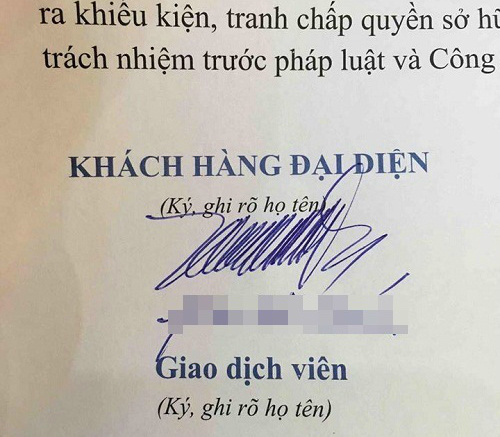 ra khiêu kiện, tranh chấp quyền sở hữ
trách nhiệm trước pháp luật và Công
KHÁCH HÀNG ĐẠI DIỆN
(Ký, ghi rõ họ tên)
Giao dịch viên
(Ký, ghi rõ họ tên)